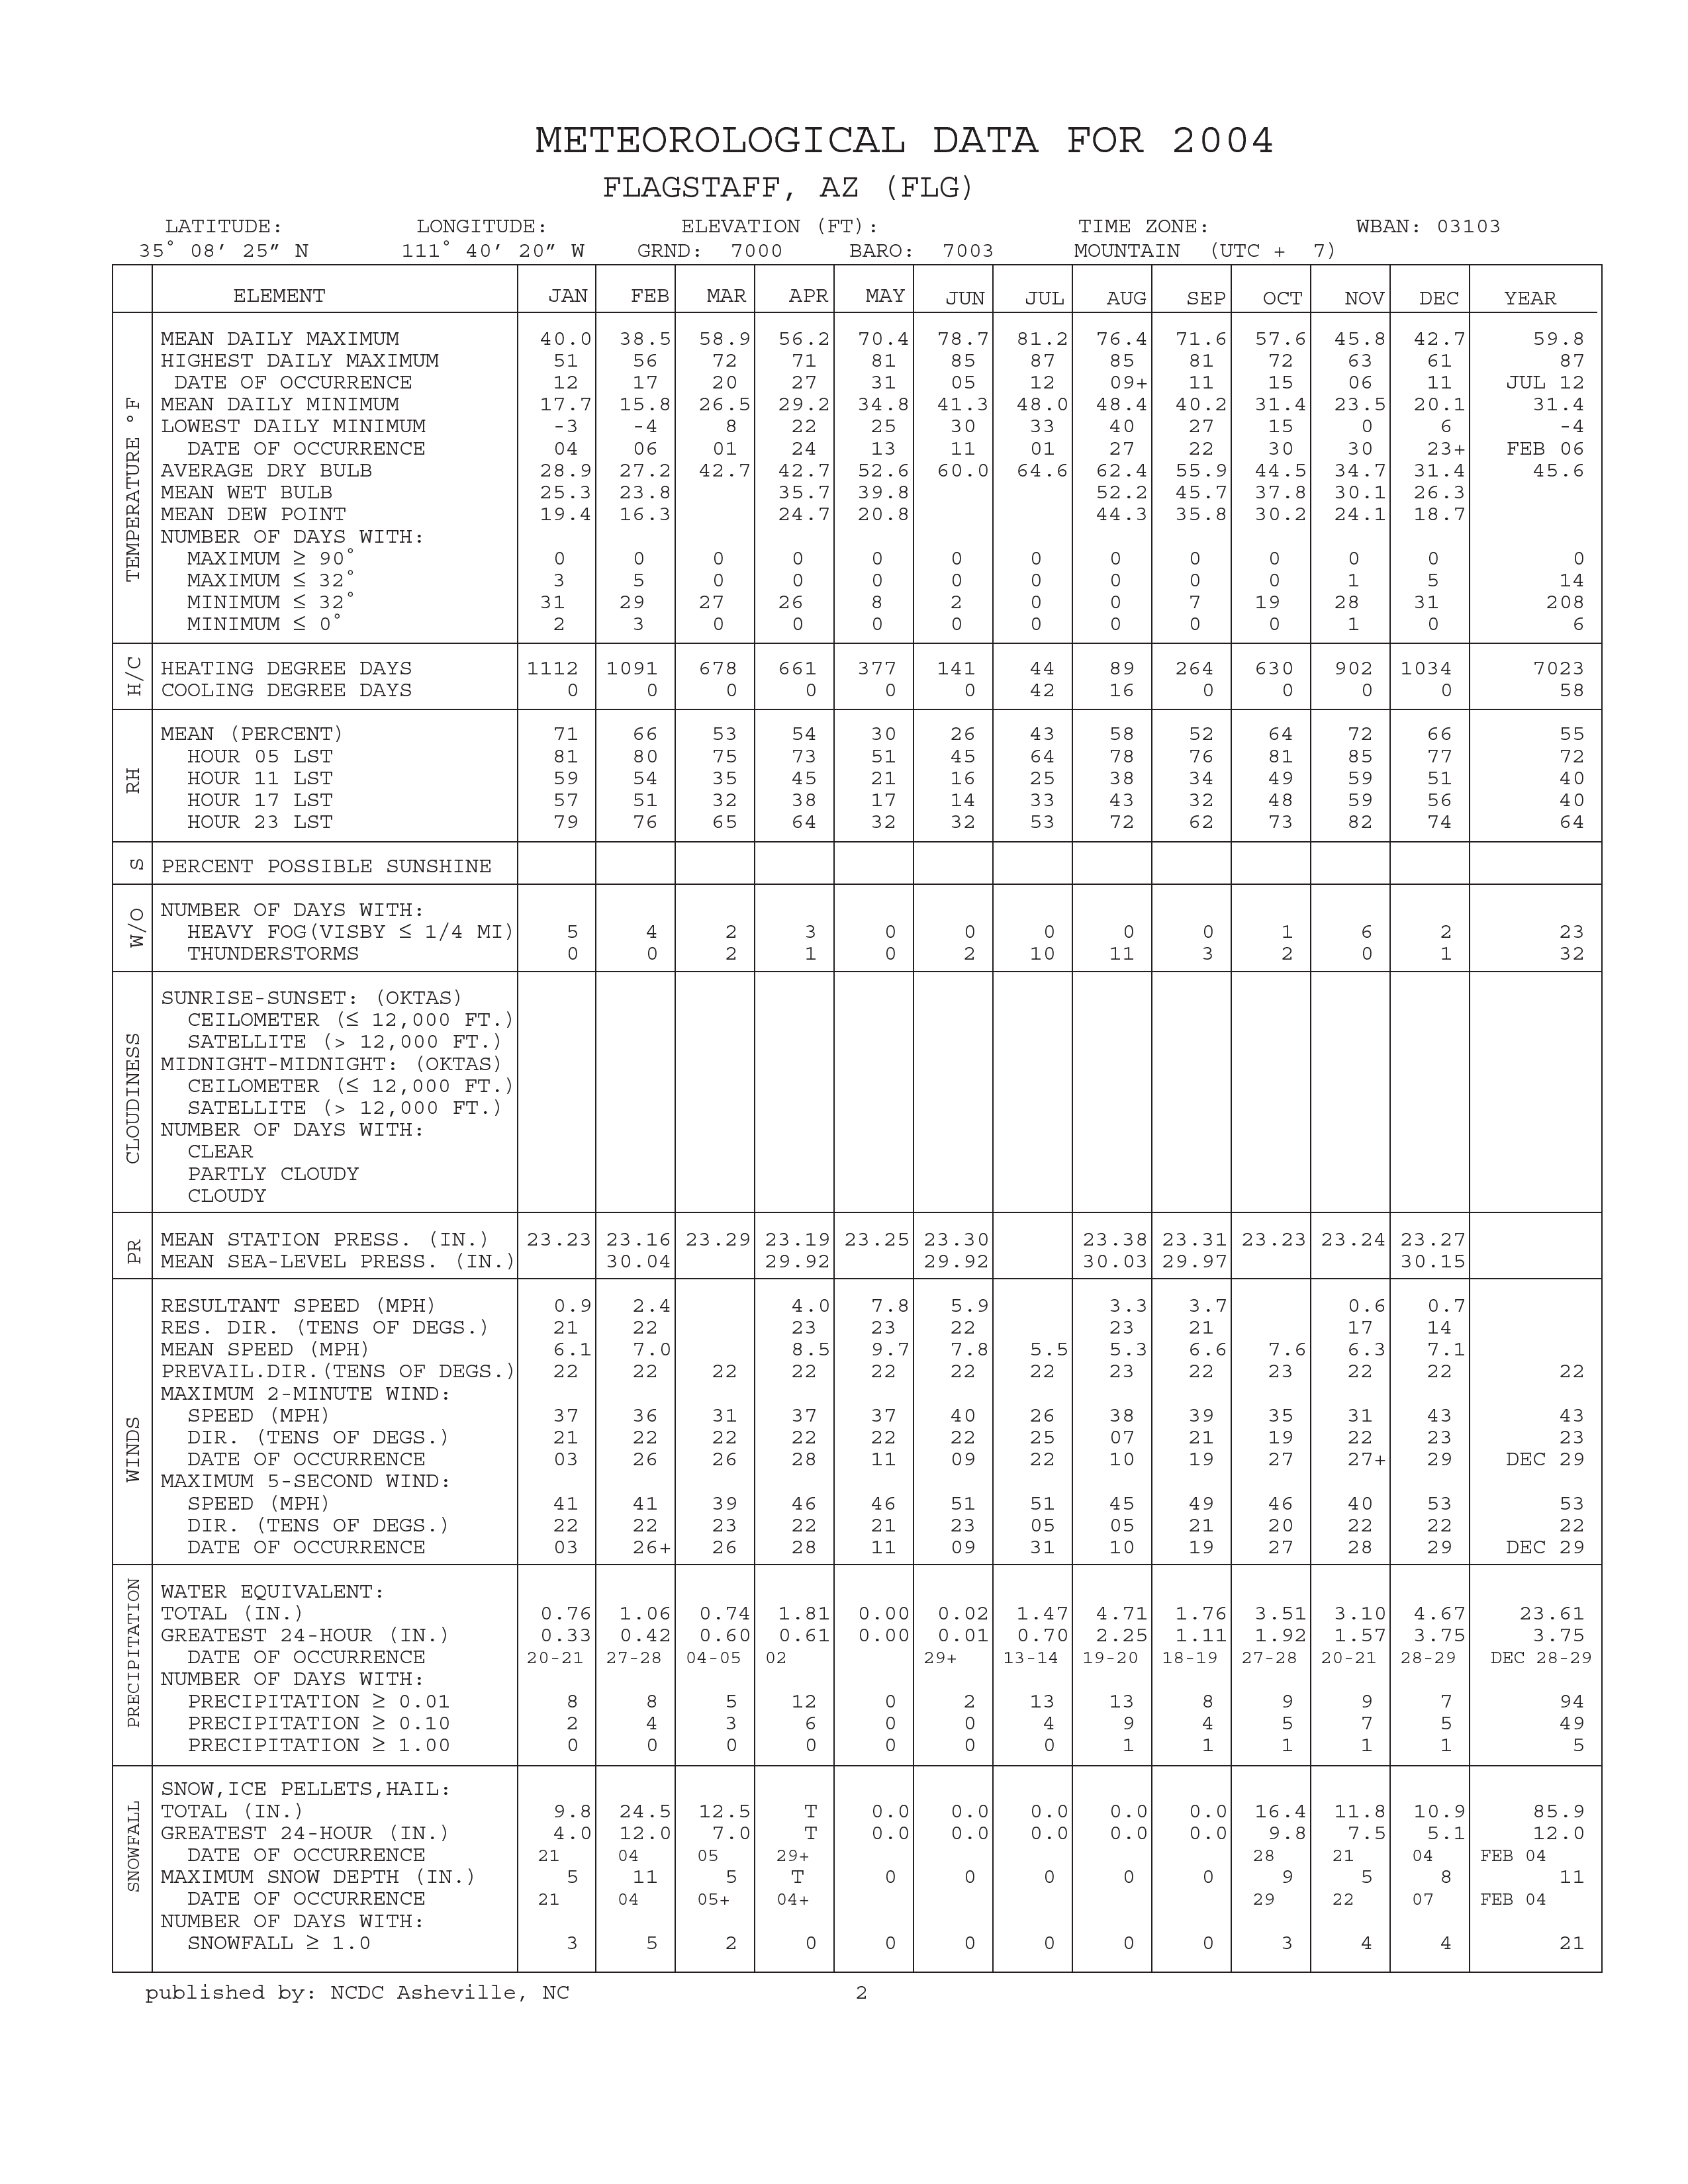 METEOROLOGICAL DATA FOR 2004
FLAGSTAFF, AZ (FLG)
LATITUDE: LONGITUDE: ELEVATION (FT): TIME ZONE: WBAN: 03103
35° 08′ 25″ N 111° 40′ 20″ W GRND: 7000 BARO: 7003 MOUNTAIN (UTC + 7)
ELEMENT JAN FEB MAR APR MAY JUN JUL AUG SEP OCT NOV DEC YEAR
TEMPERATURE °F
MEAN DAILY MAXIMUM 40.0 38.5 58.9 56.2 70.4 78.7 81.2 76.4 71.6 57.6 45.8 42.7 59.8
HIGHEST DAILY MAXIMUM 51 56 72 71 81 85 87 85 81 72 63 61 87
DATE OF OCCURRENCE 12 17 20 27 31 05 12 09+ 11 15 06 11 JUL 12
MEAN DAILY MINIMUM 17.7 15.8 26.5 29.2 34.8 41.3 48.0 48.4 40.2 31.4 23.5 20.1 31.4
LOWEST DAILY MINIMUM -3 -4 8 22 25 30 33 40 27 15 0 6 -4
DATE OF OCCURRENCE 04 06 01 24 13 11 01 27 22 30 30 23+ FEB 06
AVERAGE DRY BULB 28.9 27.2 42.7 42.7 52.6 60.0 64.6 62.4 55.9 44.5 34.7 31.4 45.6
MEAN WET BULB 25.3 23.8 35.7 39.8 52.2 45.7 37.8 30.1 26.3
MEAN DEW POINT 19.4 16.3 24.7 20.8 44.3 35.8 30.2 24.1 18.7
NUMBER OF DAYS WITH:
MAXIMUM ≥ 90° 0 0 0 0 0 0 0 0 0 0 0 0 0
MAXIMUM ≤ 32° 3 5 0 0 0 0 0 0 0 0 1 5 14
MINIMUM ≤ 32° 31 29 27 26 8 2 0 0 7 19 28 31 208
MINIMUM ≤ 0° 2 3 0 0 0 0 0 0 0 0 1 0 6
H/C
HEATING DEGREE DAYS 1112 1091 678 661 377 141 44 89 264 630 902 1034 7023
COOLING DEGREE DAYS 0 0 0 0 0 0 42 16 0 0 0 0 58
RH
MEAN (PERCENT) 71 66 53 54 30 26 43 58 52 64 72 66 55
HOUR 05 LST 81 80 75 73 51 45 64 78 76 81 85 77 72
HOUR 11 LST 59 54 35 45 21 16 25 38 34 49 59 51 40
HOUR 17 LST 57 51 32 38 17 14 33 43 32 48 59 56 40
HOUR 23 LST 79 76 65 64 32 32 53 72 62 73 82 74 64
S
PERCENT POSSIBLE SUNSHINE
W/O
NUMBER OF DAYS WITH:
HEAVY FOG(VISBY ≤ 1/4 MI) 5 4 2 3 0 0 0 0 0 1 6 2 23
THUNDERSTORMS 0 0 2 1 0 2 10 11 3 2 0 1 32
CLOUDINESS
SUNRISE-SUNSET: (OKTAS)
CEILOMETER (≤ 12,000 FT.)
SATELLITE (> 12,000 FT.)
MIDNIGHT-MIDNIGHT: (OKTAS)
CEILOMETER (≤ 12,000 FT.)
SATELLITE (> 12,000 FT.)
NUMBER OF DAYS WITH:
CLEAR
PARTLY CLOUDY
CLOUDY
PR
MEAN STATION PRESS. (IN.) 23.23 23.16 23.29 23.19 23.25 23.30 23.38 23.31 23.23 23.24 23.27
MEAN SEA-LEVEL PRESS. (IN.) 30.04 29.92 29.92 30.03 29.97 30.15
WINDS
RESULTANT SPEED (MPH) 0.9 2.4 4.0 7.8 5.9 3.3 3.7 0.6 0.7
RES. DIR. (TENS OF DEGS.) 21 22 23 23 22 23 21 17 14
MEAN SPEED (MPH) 6.1 7.0 8.5 9.7 7.8 5.5 5.3 6.6 7.6 6.3 7.1
PREVAIL.DIR.(TENS OF DEGS.) 22 22 22 22 22 22 22 23 22 23 22 22 22
MAXIMUM 2-MINUTE WIND:
SPEED (MPH) 37 36 31 37 37 40 26 38 39 35 31 43 43
DIR. (TENS OF DEGS.) 21 22 22 22 22 22 25 07 21 19 22 23 23
DATE OF OCCURRENCE 03 26 26 28 11 09 22 10 19 27 27+ 29 DEC 29
MAXIMUM 5-SECOND WIND:
SPEED (MPH) 41 41 39 46 46 51 51 45 49 46 40 53 53
DIR. (TENS OF DEGS.) 22 22 23 22 21 23 05 05 21 20 22 22 22
DATE OF OCCURRENCE 03 26+ 26 28 11 09 31 10 19 27 28 29 DEC 29
PRECIPITATION
WATER EQUIVALENT:
TOTAL (IN.) 0.76 1.06 0.74 1.81 0.00 0.02 1.47 4.71 1.76 3.51 3.10 4.67 23.61
GREATEST 24-HOUR (IN.) 0.33 0.42 0.60 0.61 0.00 0.01 0.70 2.25 1.11 1.92 1.57 3.75 3.75
DATE OF OCCURRENCE 20-21 27-28 04-05 02 29+ 13-14 19-20 18-19 27-28 20-21 28-29 DEC 28-29
NUMBER OF DAYS WITH:
PRECIPITATION ≥ 0.01 8 8 5 12 0 2 13 13 8 9 9 7 94
PRECIPITATION ≥ 0.10 2 4 3 6 0 0 4 9 4 5 7 5 49
PRECIPITATION ≥ 1.00 0 0 0 0 0 0 0 1 1 1 1 1 5
SNOWFALL
SNOW,ICE PELLETS,HAIL:
TOTAL (IN.) 9.8 24.5 12.5 T 0.0 0.0 0.0 0.0 0.0 16.4 11.8 10.9 85.9
GREATEST 24-HOUR (IN.) 4.0 12.0 7.0 T 0.0 0.0 0.0 0.0 0.0 9.8 7.5 5.1 12.0
DATE OF OCCURRENCE 21 04 05 29+ 28 21 04 FEB 04
MAXIMUM SNOW DEPTH (IN.) 5 11 5 T 0 0 0 0 0 9 5 8 11
DATE OF OCCURRENCE 21 04 05+ 04+ 29 22 07 FEB 04
NUMBER OF DAYS WITH:
SNOWFALL ≥ 1.0 3 5 2 0 0 0 0 0 0 3 4 4 21
published by: NCDC Asheville, NC 2